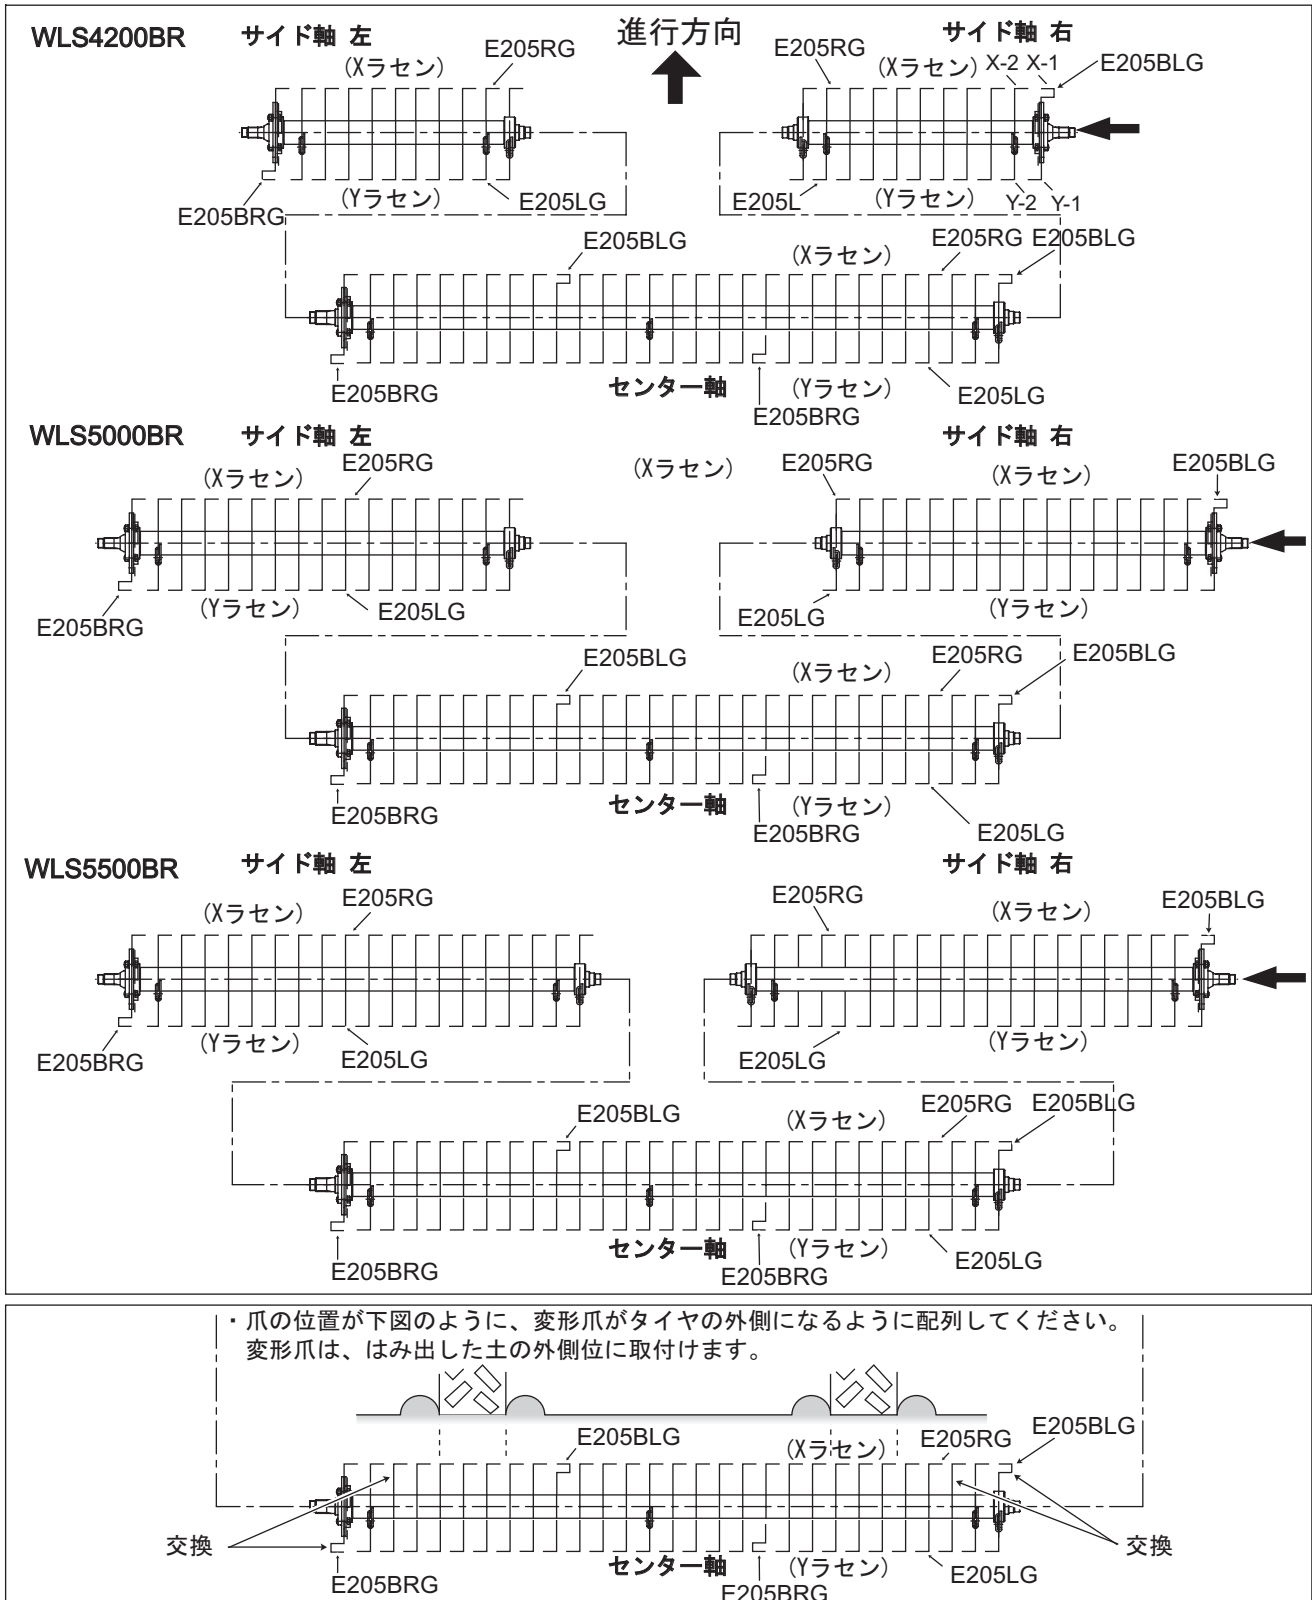 WLS4200BR サイド軸 左 進行方向 サイド軸 右
(Xラセン) E205RG E205RG (Xラセン) X-2 X-1 E205BLG
E205BRG (Yラセン) E205LG E205L (Yラセン) Y-2 Y-1
E205BLG (Xラセン) E205RG E205BLG
E205BRG センター軸 E205BRG (Yラセン) E205LG
WLS5000BR サイド軸 左 サイド軸 右
(Xラセン) E205RG (Xラセン) E205RG (Xラセン) E205BLG
E205BRG (Yラセン) E205LG E205LG (Yラセン)
E205BLG (Xラセン) E205RG E205BLG
E205BRG センター軸 E205BRG (Yラセン) E205LG
WLS5500BR サイド軸 左 サイド軸 右
(Xラセン) E205RG E205RG (Xラセン) E205BLG
E205BRG (Yラセン) E205LG E205LG (Yラセン)
E205BLG (Xラセン) E205RG E205BLG
E205BRG センター軸 E205BRG (Yラセン) E205LG
・爪の位置が下図のように、変形爪がタイヤの外側になるように配列してください。
変形爪は、はみ出した土の外側位に取付けます。
E205BLG (Xラセン) E205RG E205BLG
交換 交換
E205BRG センター軸 E205BRG (Yラセン) E205LG